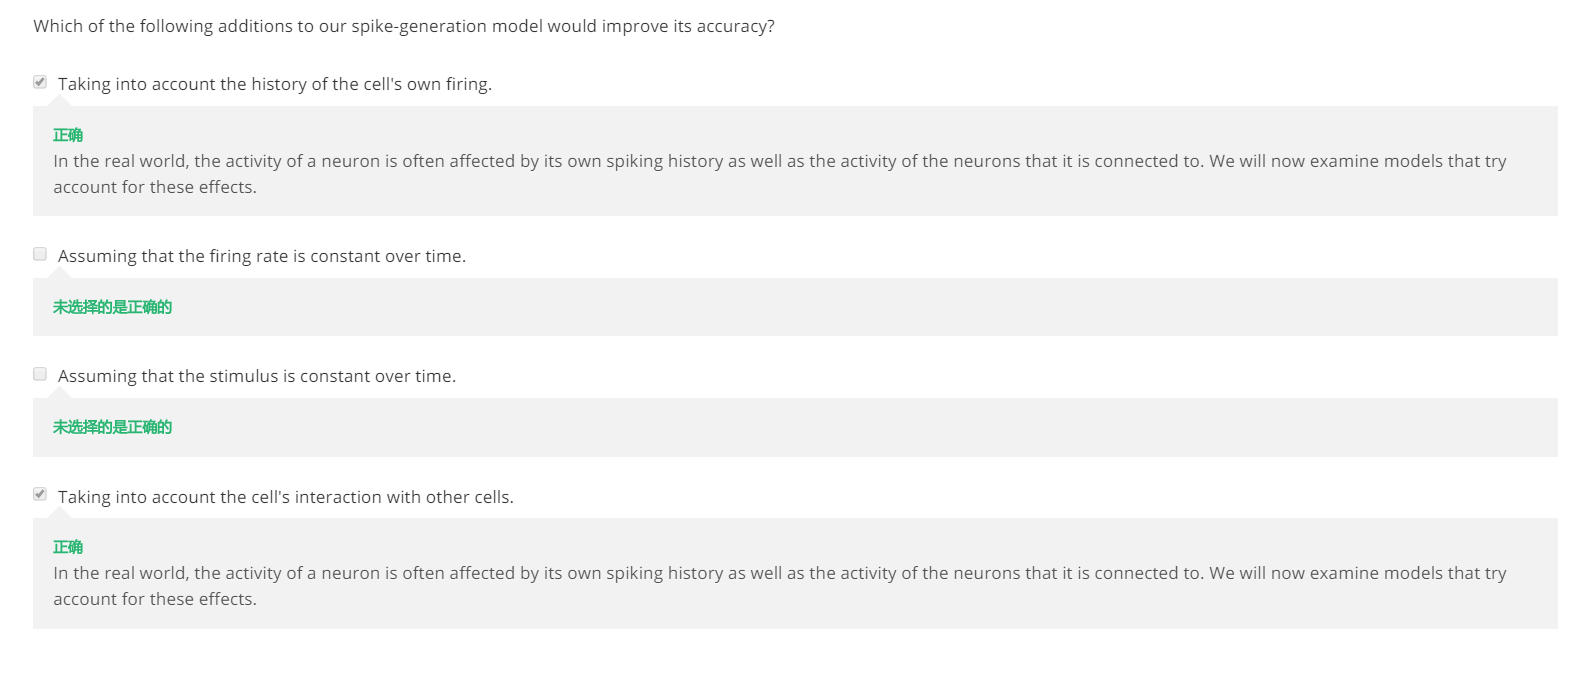 Which of the following additions to our spike-generation model would improve its accuracy?
Taking into account the history of the cell's own firing.
正确
In the real world, the activity of a neuron is often affected by its own spiking history as well as the activity of the neurons that it is connected to. We will now examine models that try
account for these effects.
Assuming that the firing rate is constant over time.
未选择的是正确的
Assuming that the stimulus is constant over time.
未选择的是正确的
Taking into account the cell's interaction with other cells.
正确
In the real world, the activity of a neuron is often affected by its own spiking history as well as the activity of the neurons that it is connected to. We will now examine models that try
account for these effects.